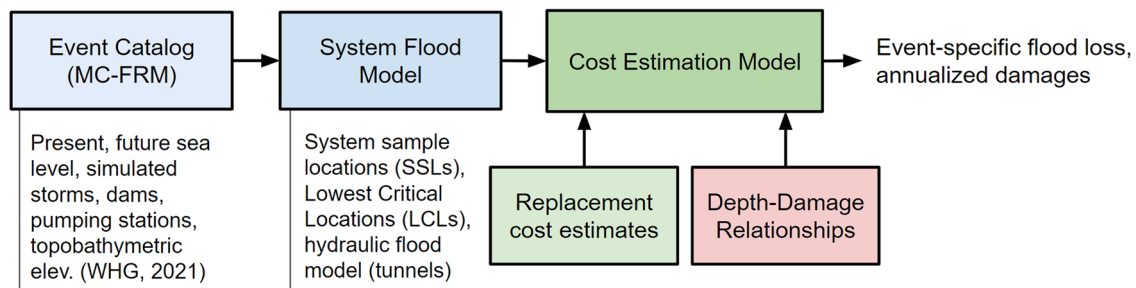 Event Catalog
(MC-FRM)
System Flood
Model
Cost Estimation Model
Event-specific flood loss,
annualized damages
Present, future sea
level, simulated
storms, dams,
pumping stations,
topobathymetric
elev. (WHG, 2021)
System sample
locations (SSLs),
Lowest Critical
Locations (LCLs),
hydraulic flood
model (tunnels)
Replacement
cost estimates
Depth-Damage
Relationships